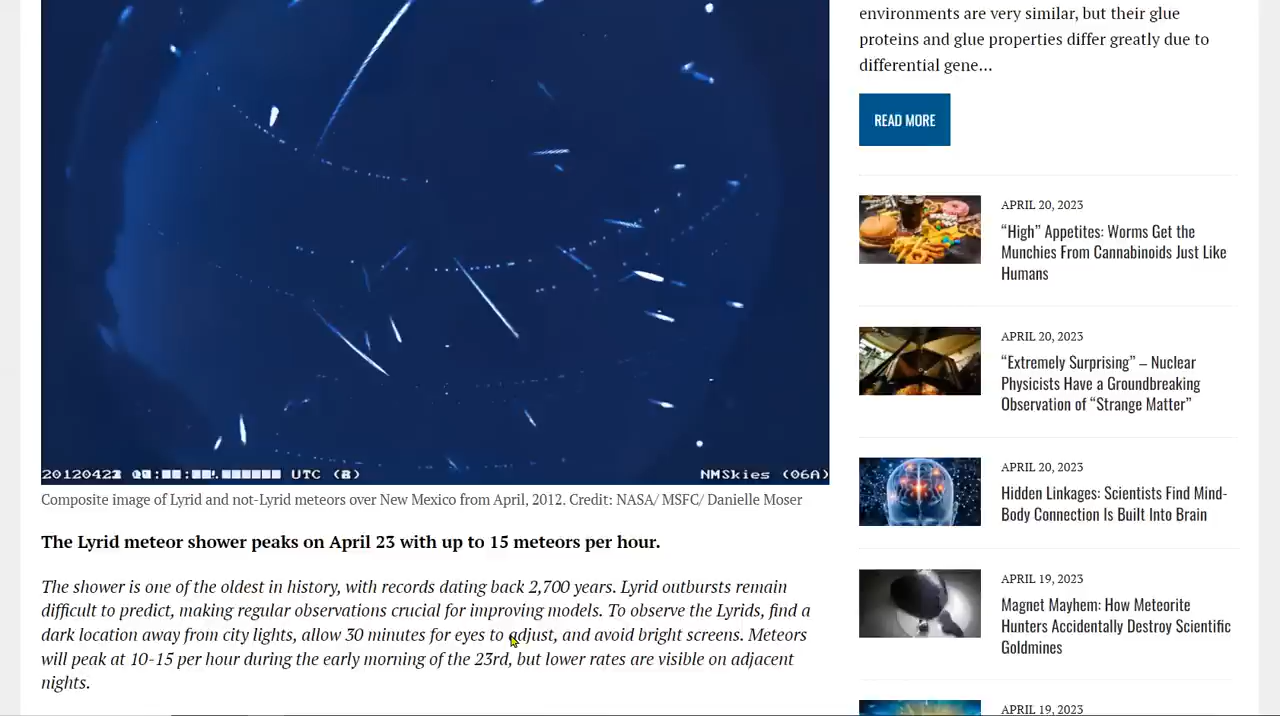 20120422
UTC (B)
NMSkies (06A)
Composite image of Lyrid and not-Lyrid meteors over New Mexico from April, 2012. Credit: NASA/ MSFC/ Danielle Moser
The Lyrid meteor shower peaks on April 23 with up to 15 meteors per hour.
The shower is one of the oldest in history, with records dating back 2,700 years. Lyrid outbursts remain
difficult to predict, making regular observations crucial for improving models. To observe the Lyrids, find a
dark location away from city lights, allow 30 minutes for eyes to adjust, and avoid bright screens. Meteors
will peak at 10-15 per hour during the early morning of the 23rd, but lower rates are visible on adjacent
nights.
environments are very similar, but their glue
proteins and glue properties differ greatly due to
differential gene…
READ MORE
APRIL 20, 2023
“High” Appetites: Worms Get the
Munchies From Cannabinoids Just Like
Humans
APRIL 20, 2023
“Extremely Surprising” – Nuclear
Physicists Have a Groundbreaking
Observation of “Strange Matter”
APRIL 20, 2023
Hidden Linkages: Scientists Find Mind-
Body Connection Is Built Into Brain
APRIL 19, 2023
Magnet Mayhem: How Meteorite
Hunters Accidentally Destroy Scientific
Goldmines
APRIL 19, 2023